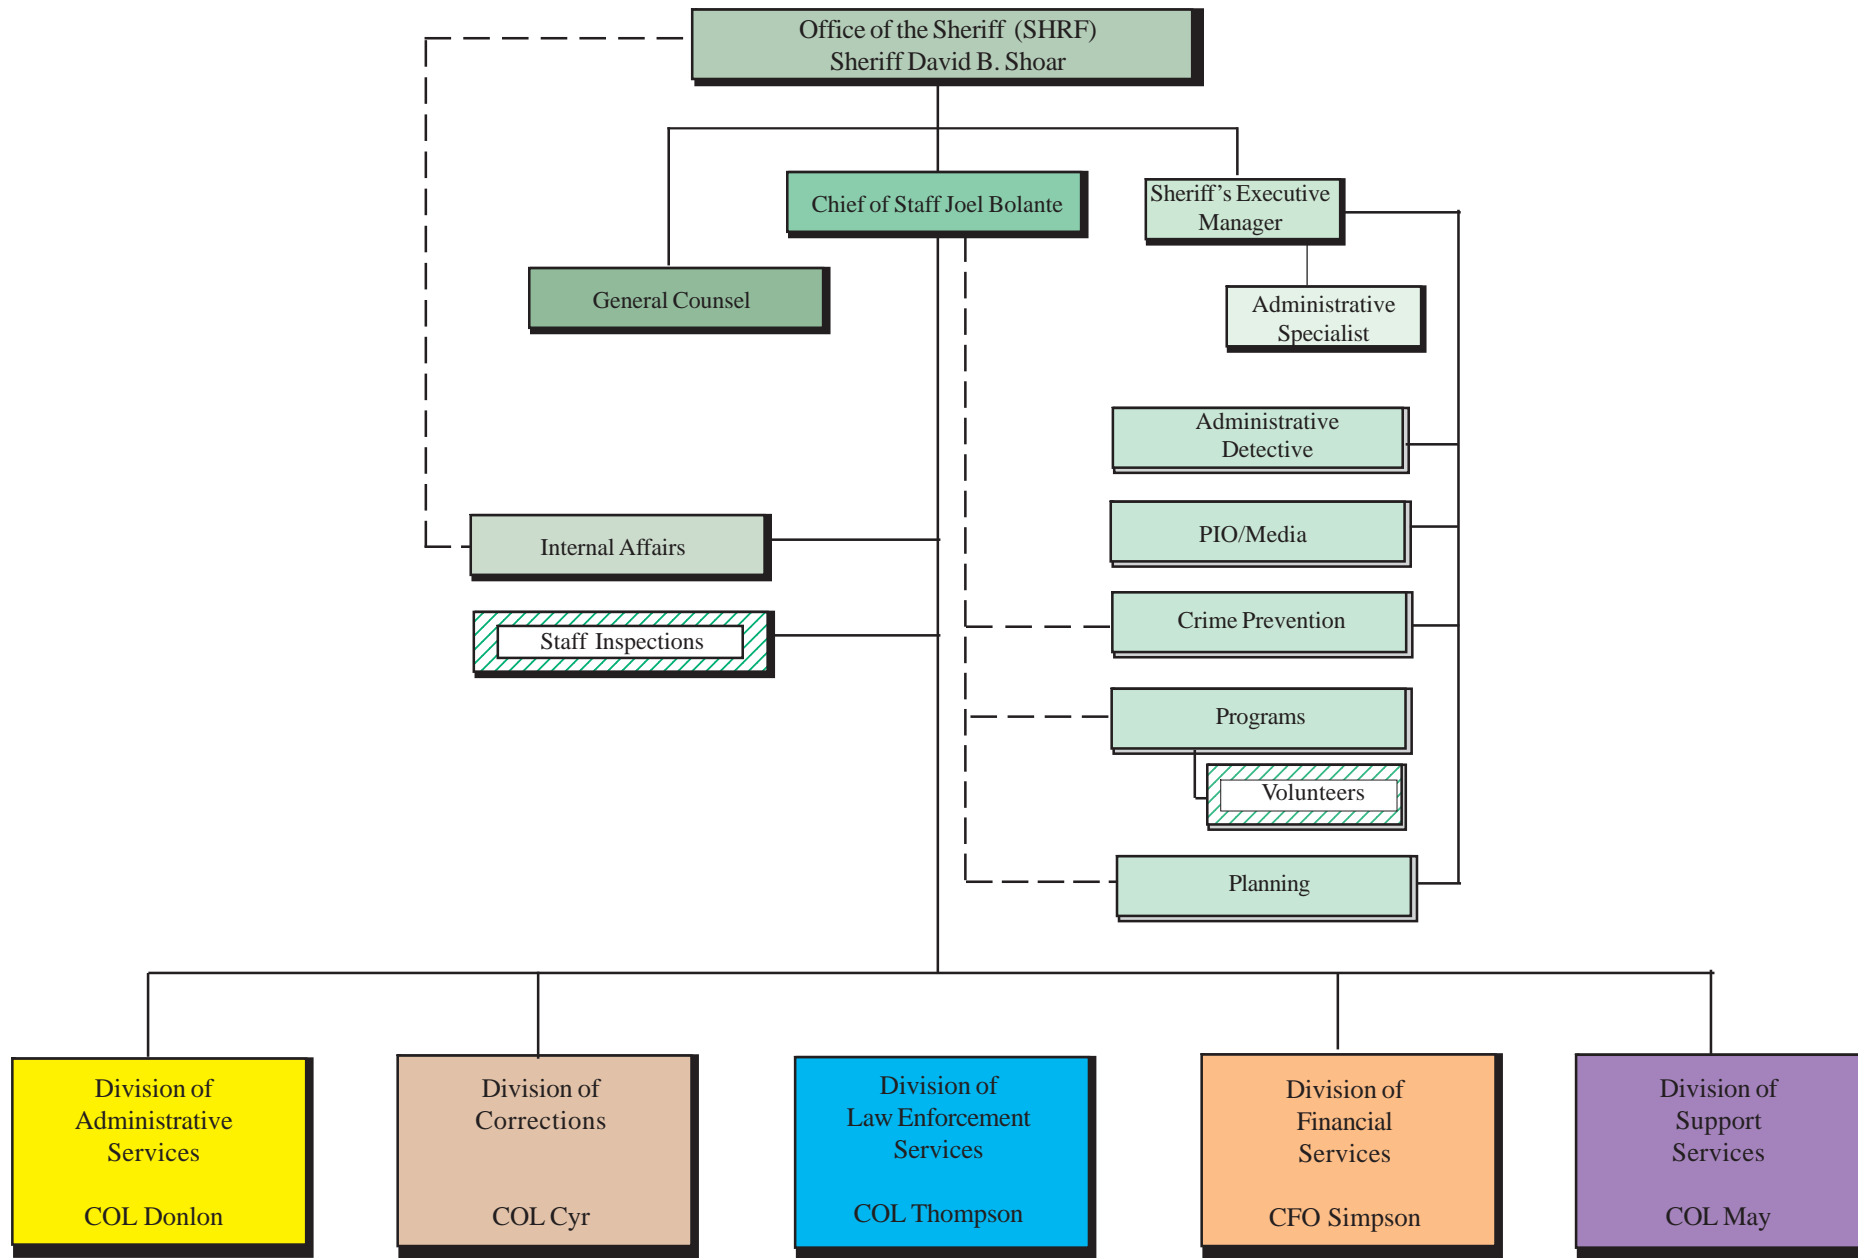 Office of the Sheriff (SHRF)
Sheriff David B. Shoar
Chief of Staff Joel Bolante
Sheriff's Executive
Manager
General Counsel
Administrative
Specialist
Administrative
Detective
PIO/Media
Internal Affairs
Crime Prevention
Staff Inspections
Programs
Volunteers
Planning
Division of
Administrative
Services
COL Donlon
Division of
Corrections
COL Cyr
Division of
Law Enforcement
Services
COL Thompson
Division of
Financial
Services
CFO Simpson
Division of
Support
Services
COL May